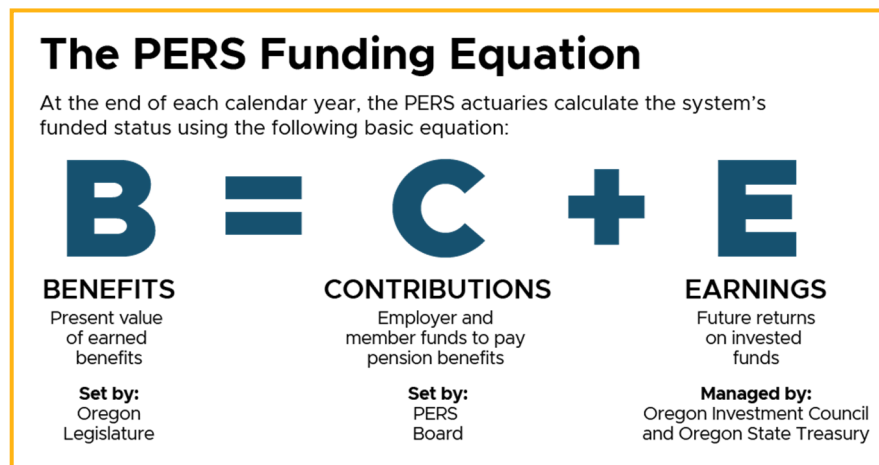 The PERS Funding Equation
At the end of each calendar year, the PERS actuaries calculate the system's
funded status using the following basic equation:
B = C + E
BENEFITS
Present value
of earned
benefits
Set by:
Oregon
Legislature
CONTRIBUTIONS
Employer and
member funds to pay
pension benefits
Set by:
PERS
Board
EARNINGS
Future returns
on invested
funds
Managed by:
Oregon Investment Council
and Oregon State Treasury